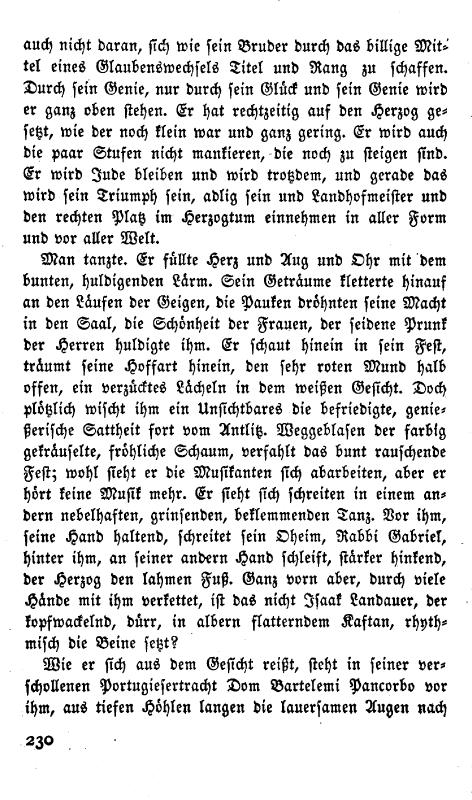 auch nicht daran, sich wie sein Bruder durch das billige Mit-
tel eines Glaubenswechsels Titel und Rang zu schaffen.
Durch sein Genie, nur durch sein Glück und sein Genie wird
er ganz oben stehen. Er hat rechtzeitig auf den Herzog ge-
setzt, wie der noch klein war und ganz gering. Er wird auch
die paar Stufen nicht mankieren, die noch zu steigen sind.
Er wird Jude bleiben und wird trotzdem, und gerade das
wird sein Triumph sein, adlig sein und Landhofmeister und
den rechten Platz im Herzogtum einnehmen in aller Form
und vor aller Welt.
Man tanzte. Er füllte Herz und Aug und Ohr mit dem
bunten, huldigenden Lärm. Sein Geträume kletterte hinauf
an den Läufen der Geigen, die Pauken dröhnten seine Macht
in den Saal, die Schönheit der Frauen, der seidene Prunk
der Herren huldigte ihm. Er schaut hinein in sein Fest,
träumt seine Hoffart hinein, den sehr roten Mund halb
offen, ein verzücktes Lächeln in dem weißen Gesicht. Doch
plötzlich wischt ihm ein Unsichtbares die befriedigte, genie-
ßerische Sattheit fort vom Antlitz. Weggeblasen der farbig
gekräuselte, fröhliche Schaum, verfahlt das bunt rauschende
Fest; wohl sieht er die Musikanten sich abarbeiten, aber er
hört keine Musik mehr. Er sieht sich schreiten in einem an-
dern nebelhaften, grinsenden, beklemmenden Tanz. Vor ihm,
seine Hand haltend, schreitet sein Oheim, Rabbi Gabriel,
hinter ihm, an seiner andern Hand schleift, stärker hinkend,
der Herzog den lahmen Fuß. Ganz vorn aber, durch viele
Hände mit ihm verkettet, ist das nicht Isaak Landauer, der
kopfwackelnd, dürr, in albern flatterndem Kaftan, rhyth-
misch die Beine setzt?
Wie er sich aus dem Gesicht reißt, steht in seiner ver-
schollenen Portugiesertracht Dom Bartelemi Pancorbo vor
ihm, aus tiefen Höhlen langen die lauersamen Augen nach
230